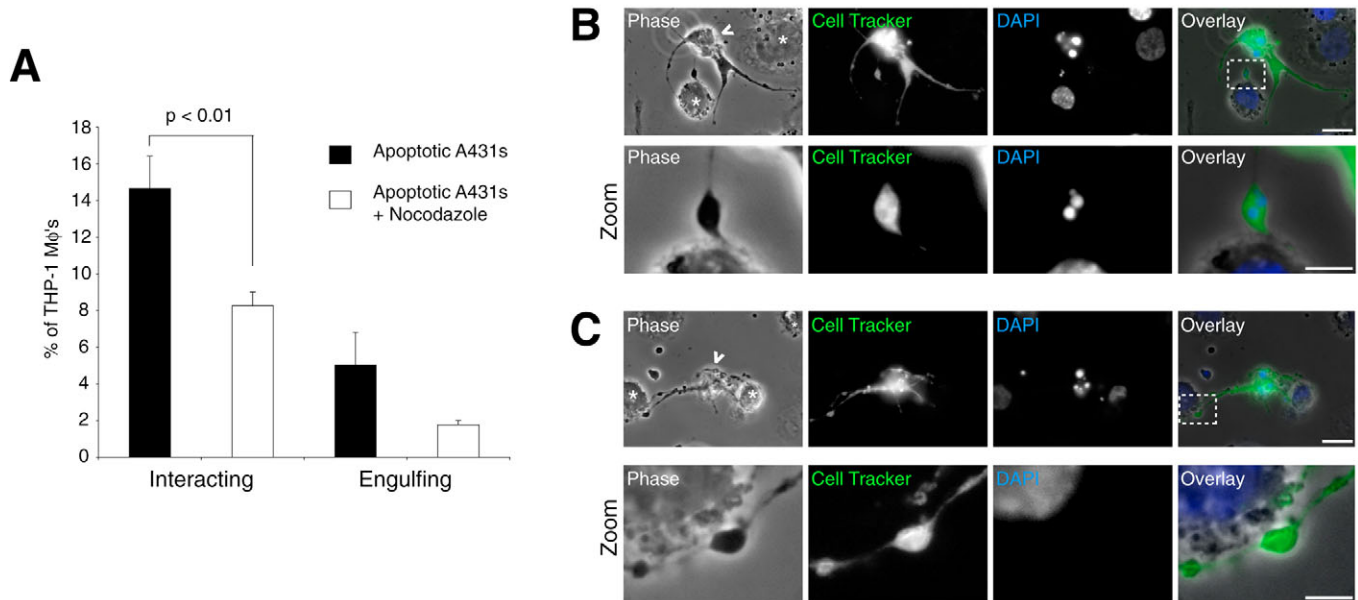 A
p < 0.01
18
16
14
12
10
8
6
4
2
0
% of THP-1 Mϕ's
Apoptotic A431s
Apoptotic A431s
+ Nocodazole
Interacting
Engulfing
B
Phase
Cell Tracker
DAPI
Overlay
*
*
Zoom
Phase
Cell Tracker
DAPI
Overlay
C
Phase
Cell Tracker
DAPI
Overlay
*
*
Zoom
Phase
Cell Tracker
DAPI
Overlay